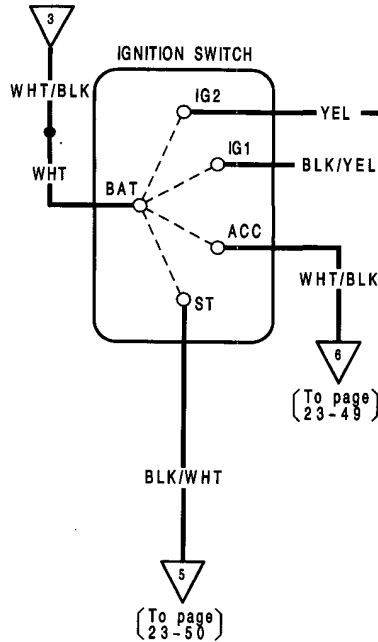 3
IGNITION SWITCH
WHT/BLK
IG2
YEL
IG1
BLK/YEL
WHT
BAT
ACC
WHT/BLK
ST
6
(To page
23-49)
BLK/WHT
5
(To page
23-50)